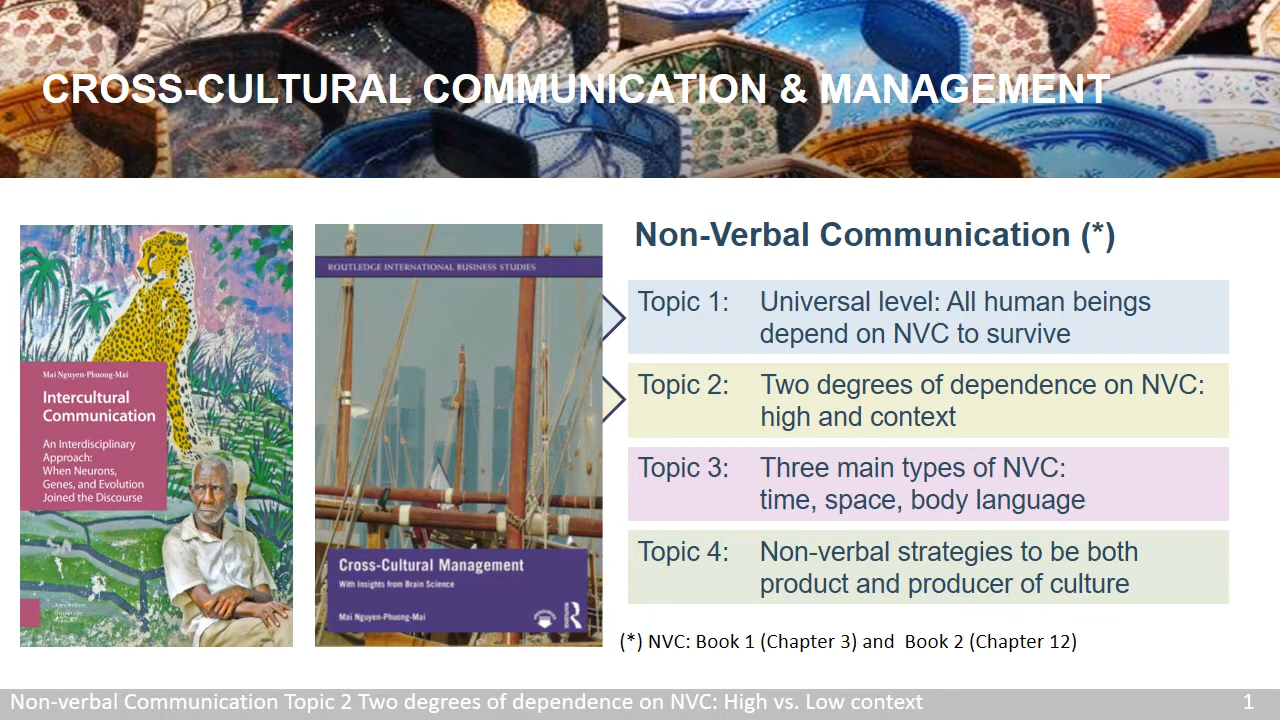 CROSS-CULTURAL COMMUNICATION & MANAGEMENT
Mai Nguyen-Phuong-Mai
Intercultural
Communication
An Interdisciplinary
Approach:
When Neurons,
Genes, and Evolution
Joined the Discourse
Amsterdam
University
ROUTLEDGE INTERNATIONAL BUSINESS STUDIES
Cross-Cultural Management
With Insights from Brain Science
Mai Nguyen-Phuong-Mai
ROUTLEDGE
Non-Verbal Communication (*)
Topic 1: Universal level: All human beings
depend on NVC to survive
Topic 2: Two degrees of dependence on NVC:
high and context
Topic 3: Three main types of NVC:
time, space, body language
Topic 4: Non-verbal strategies to be both
product and producer of culture
(*) NVC: Book 1 (Chapter 3) and Book 2 (Chapter 12)
Non-verbal Communication Topic 2 Two degrees of dependence on NVC: High vs. Low context 1